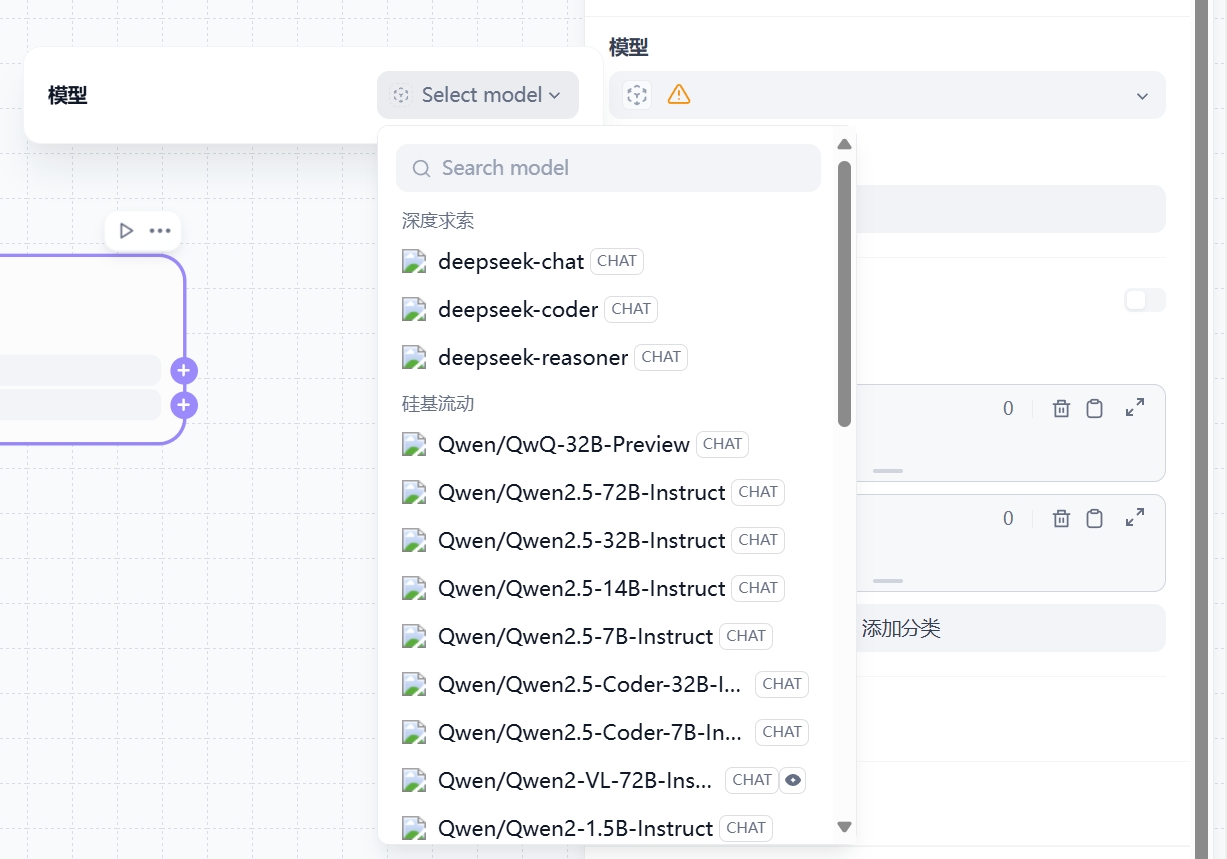 模型
模型
Select model
Search model
深度求索
deepseek-chat CHAT
deepseek-coder CHAT
deepseek-reasoner CHAT
硅基流动
Qwen/QwQ-32B-Preview CHAT
Qwen/Qwen2.5-72B-Instruct CHAT
Qwen/Qwen2.5-32B-Instruct CHAT
Qwen/Qwen2.5-14B-Instruct CHAT
Qwen/Qwen2.5-7B-Instruct CHAT
Qwen/Qwen2.5-Coder-32B-I... CHAT
Qwen/Qwen2.5-Coder-7B-In... CHAT
Qwen/Qwen2-VL-72B-Ins... CHAT
Qwen/Qwen2-1.5B-Instruct CHAT
0
0
添加分类